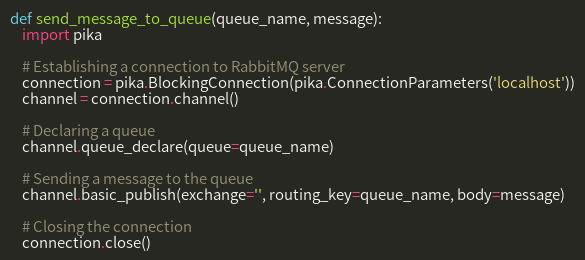 def send_message_to_queue(queue_name, message):
import pika
# Establishing a connection to RabbitMQ server
connection = pika.BlockingConnection(pika.ConnectionParameters('localhost'))
channel = connection.channel()
# Declaring a queue
channel.queue_declare(queue=queue_name)
# Sending a message to the queue
channel.basic_publish(exchange='', routing_key=queue_name, body=message)
# Closing the connection
connection.close()